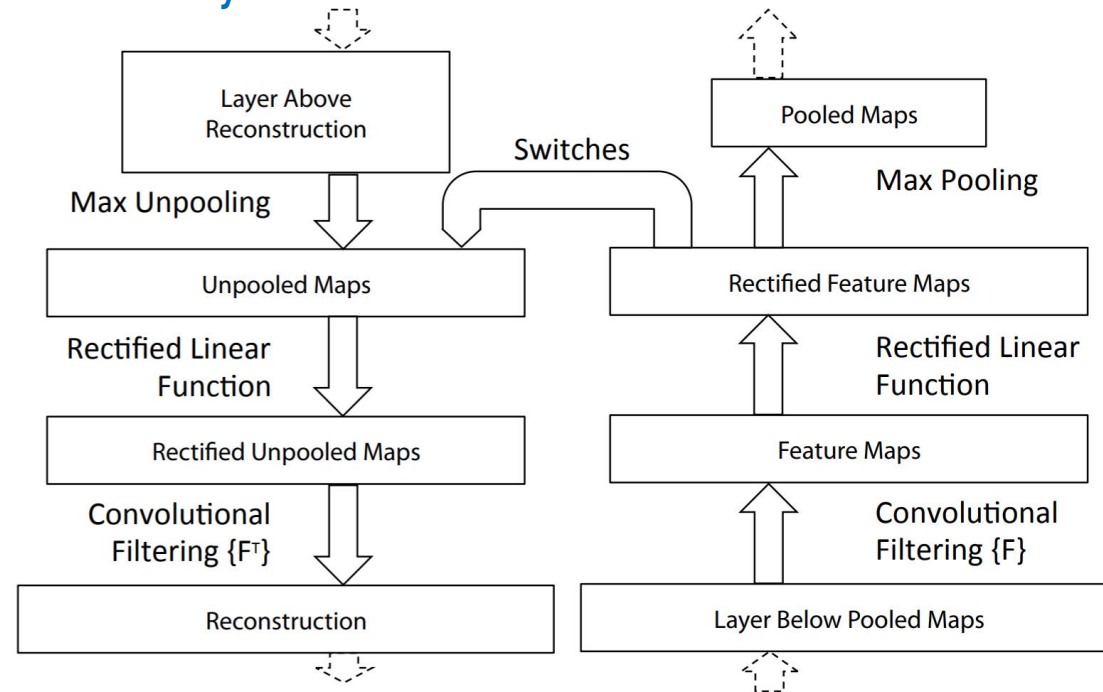 Layer Above
Reconstruction
Max Unpooling
Unpooled Maps
Rectified Linear
Function
Rectified Unpooled Maps
Convolutional
Filtering {Fᵀ}
Reconstruction
Switches
Pooled Maps
Max Pooling
Rectified Feature Maps
Rectified Linear
Function
Feature Maps
Convolutional
Filtering {F}
Layer Below Pooled Maps